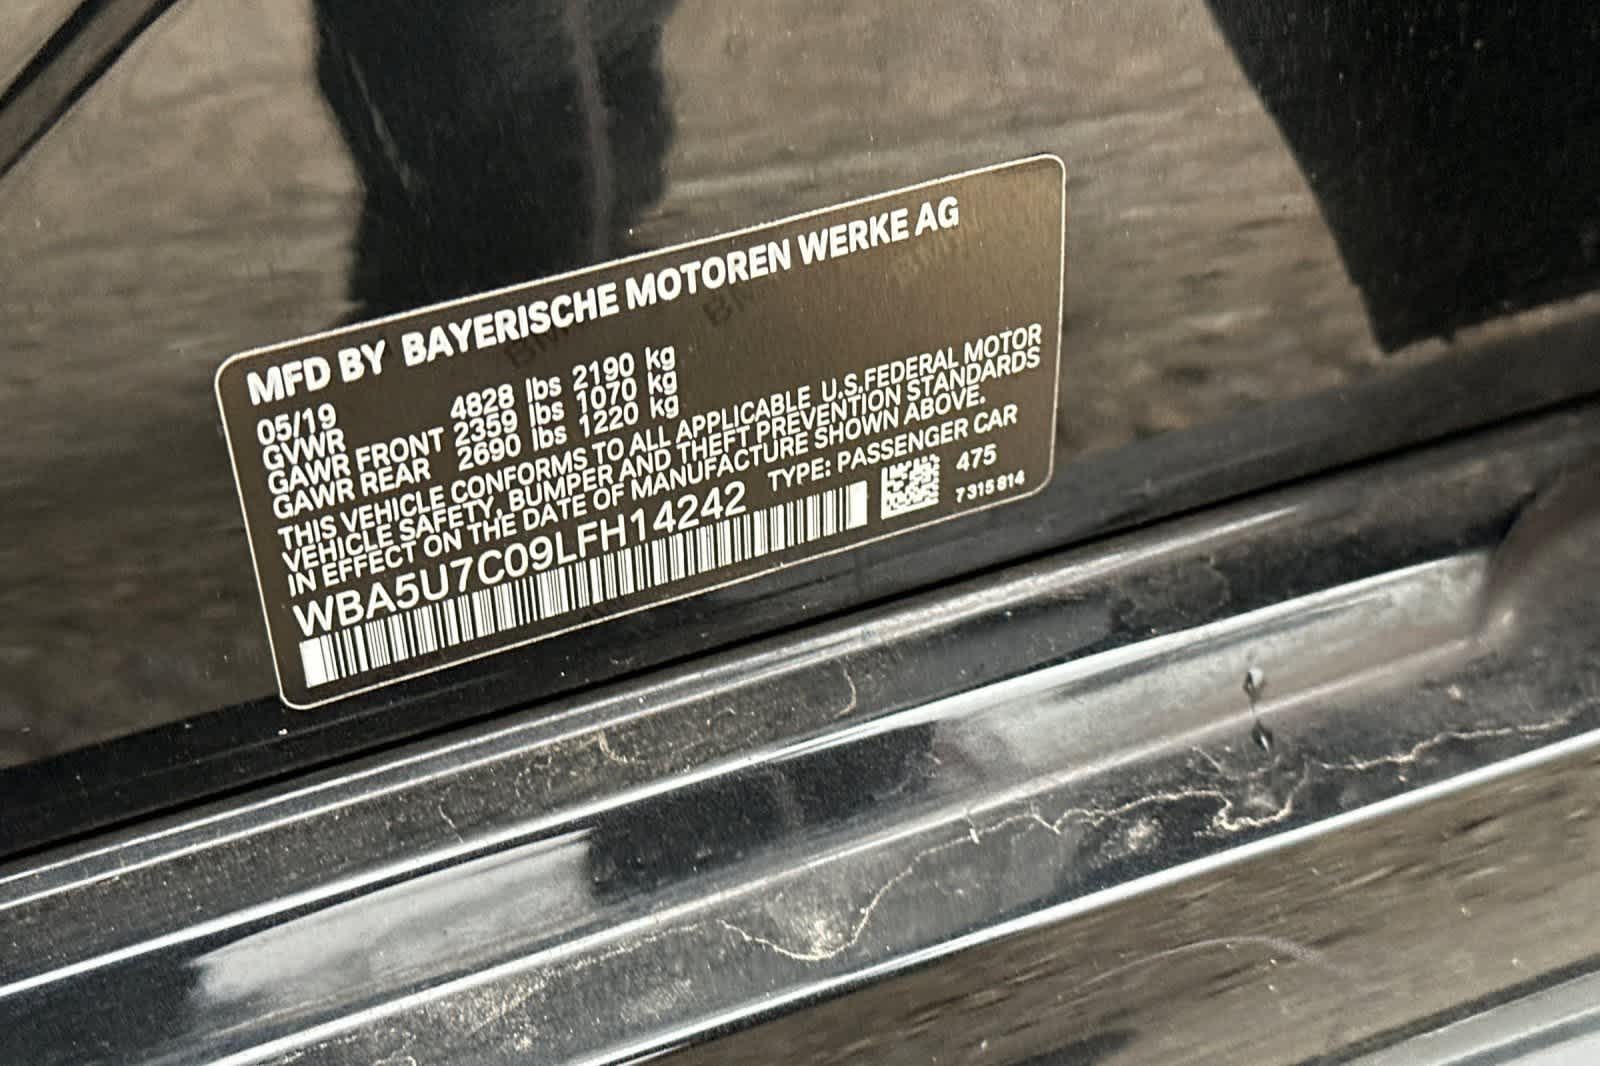 MFD BY BAYERISCHE MOTOREN WERKE AG
05/19
GVWR 4828 lbs 2190 kg
GAWR FRONT 2359 lbs 1070 kg
GAWR REAR 2690 lbs 1220 kg
THIS VEHICLE CONFORMS TO ALL APPLICABLE U.S.FEDERAL MOTOR
VEHICLE SAFETY, BUMPER AND THEFT PREVENTION STANDARDS
IN EFFECT ON THE DATE OF MANUFACTURE SHOWN ABOVE.
WBA5U7C09LFH14242 TYPE: PASSENGER CAR
475
7315814